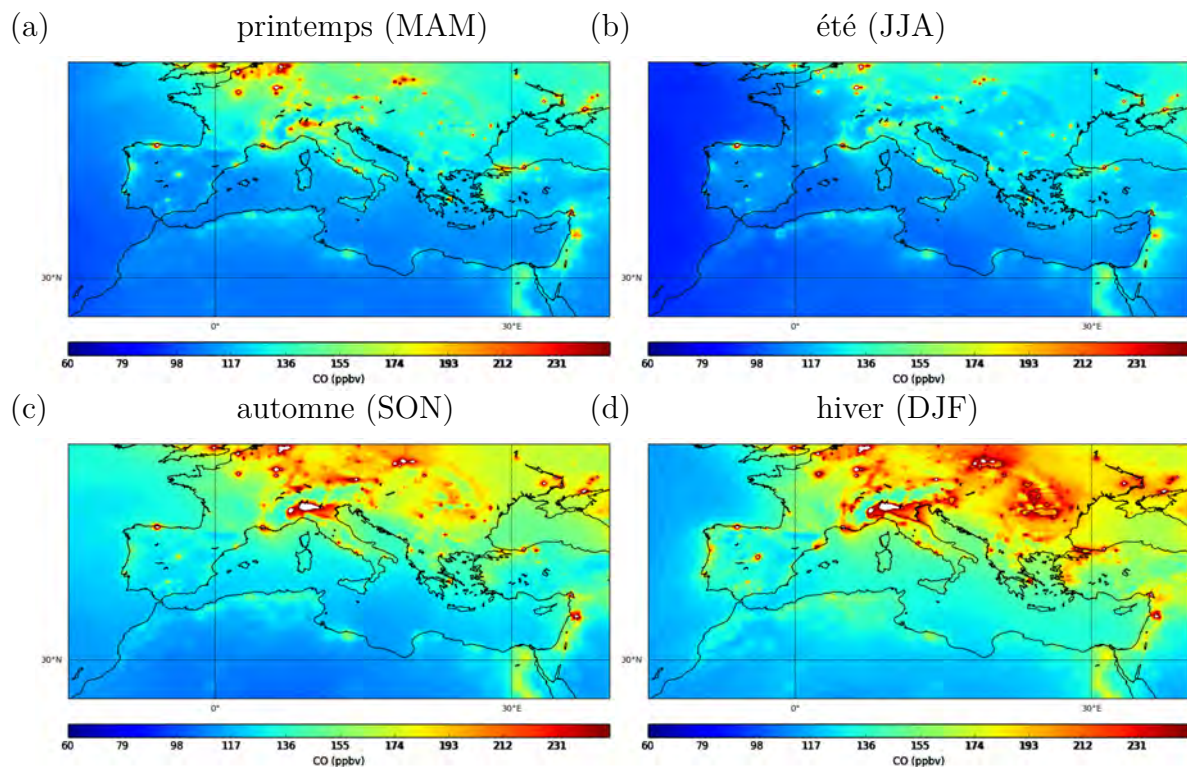 (a) printemps (MAM)
(b) été (JJA)
30°N
0°
30°E
30°N
0°
30°E
60 79 98 117 136 155 174 193 212 231
CO (ppbv)
60 79 98 117 136 155 174 193 212 231
CO (ppbv)
(c) automne (SON)
(d) hiver (DJF)
30°N
0°
30°E
30°N
0°
30°E
60 79 98 117 136 155 174 193 212 231
CO (ppbv)
60 79 98 117 136 155 174 193 212 231
CO (ppbv)